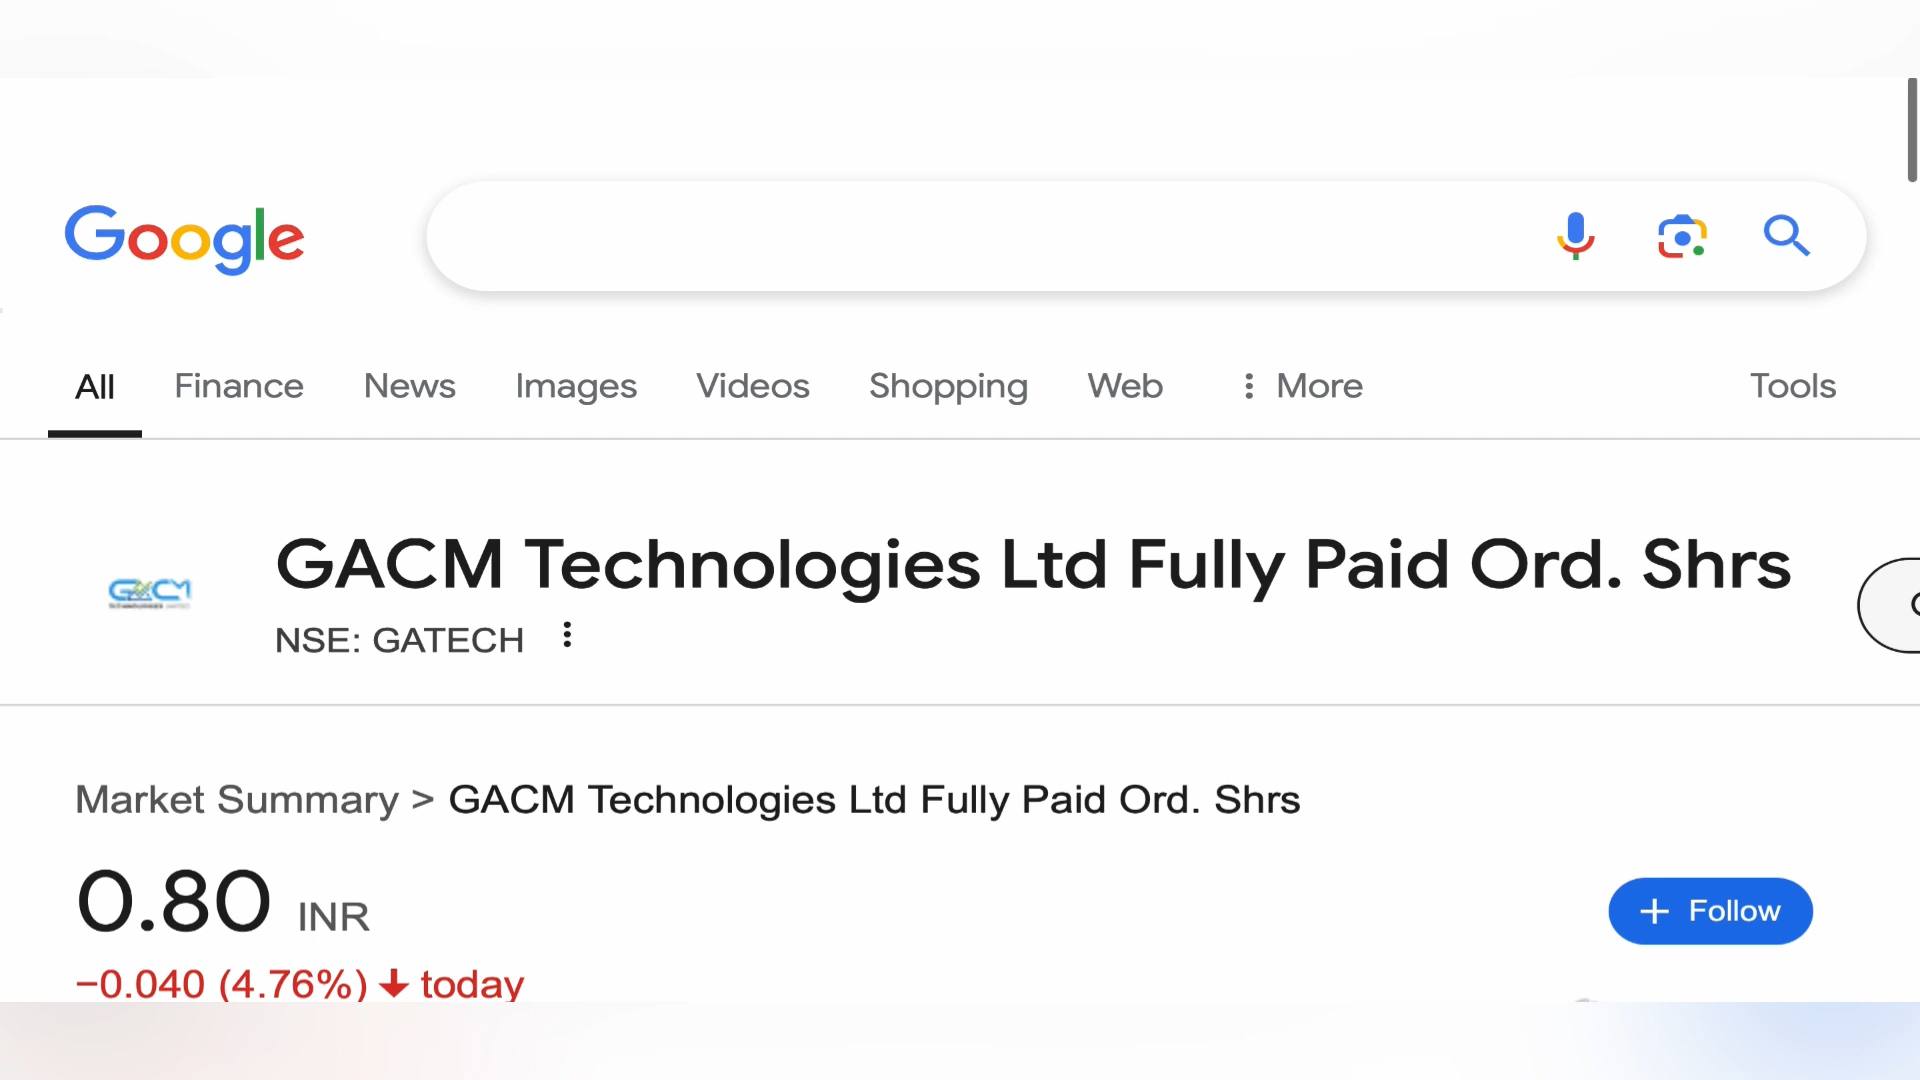 Google
All Finance News Images Videos Shopping Web More Tools
GACM Technologies Ltd Fully Paid Ord. Shrs
GACM
NSE: GATECH
Market Summary > GACM Technologies Ltd Fully Paid Ord. Shrs
0.80 INR
+ Follow
−0.040 (4.76%) today